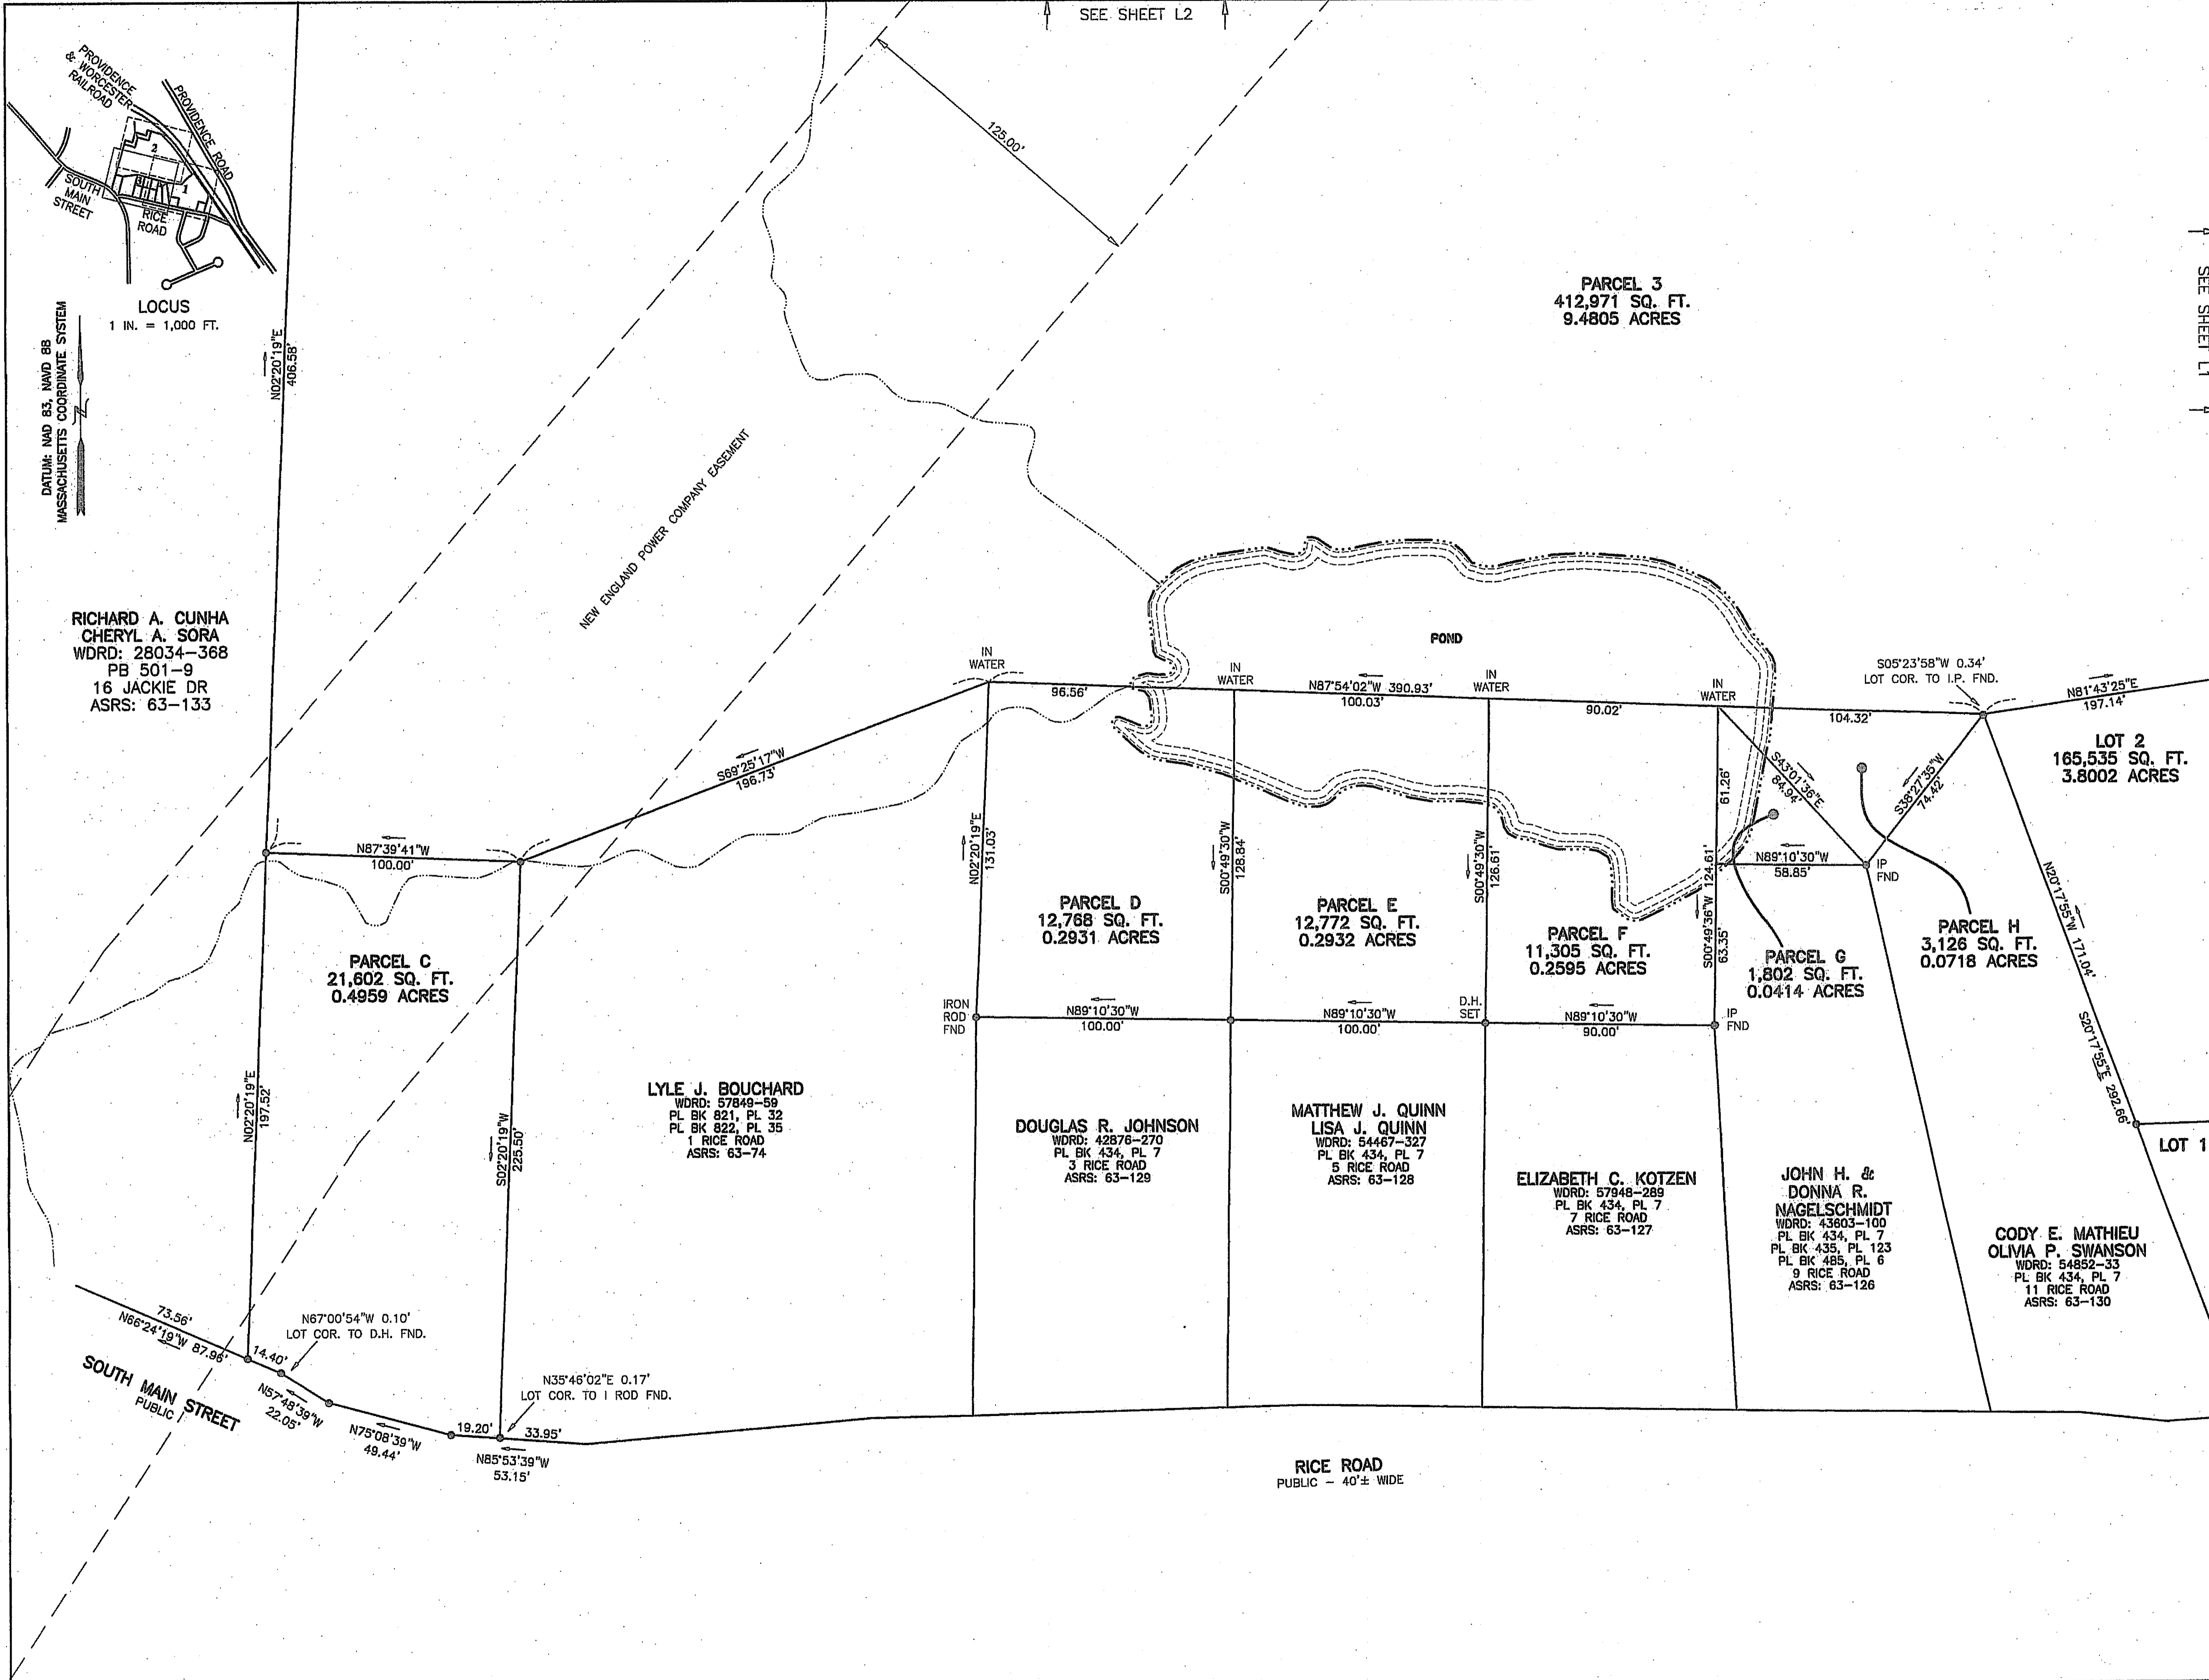 SEE SHEET L2
PROVIDENCE
& WORCESTER
RAILROAD
PROVIDENCE ROAD
2
3
1
SOUTH
MAIN
STREET
RICE
ROAD
LOCUS
1 IN. = 1,000 FT.
DATUM: NAD 83, NAVD 88
MASSACHUSETTS COORDINATE SYSTEM
N02°20'19"E
406.58'
125.00'
PARCEL 3
412,971 SQ. FT.
9.4805 ACRES
SEE SHEET L1
NEW ENGLAND POWER COMPANY EASEMENT
RICHARD A. CUNHA
CHERYL A. SORA
WDRD: 28034-368
PB 501-9
16 JACKIE DR
ASRS: 63-133
POND
IN
WATER
96.56'
IN
WATER
N87°54'02"W 390.93'
100.03'
IN
WATER
90.02'
IN
WATER
104.32'
S05°23'58"W 0.34'
LOT COR. TO I.P. FND.
N81°43'25"E
197.14'
LOT 2
165,535 SQ. FT.
3.8002 ACRES
S69°25'17"W
196.73'
N87°39'41"W
100.00'
N02°20'19"E
131.03'
S00°49'30"W
128.84'
S00°49'30"W
126.61'
61.26'
S43°01'36"E
84.94'
S38°27'35"W
74.42'
N89°10'30"W
58.85'
IP
FND
S00°49'36"W 124.61'
63.35'
N20°17'55"W 171.04'
S20°17'55"E 292.66'
PARCEL C
21,602 SQ. FT.
0.4959 ACRES
PARCEL D
12,768 SQ. FT.
0.2931 ACRES
PARCEL E
12,772 SQ. FT.
0.2932 ACRES
PARCEL F
11,305 SQ. FT.
0.2595 ACRES
PARCEL G
1,802 SQ. FT.
0.0414 ACRES
PARCEL H
3,126 SQ. FT.
0.0718 ACRES
IRON
ROD
FND
N89°10'30"W
100.00'
N89°10'30"W
100.00'
D.H.
SET
N89°10'30"W
90.00'
IP
FND
N02°20'19"E
197.52'
S02°20'19"W
225.50'
LYLE J. BOUCHARD
WDRD: 57849-59
PL BK 821, PL 32
PL BK 822, PL 35
1 RICE ROAD
ASRS: 63-74
DOUGLAS R. JOHNSON
WDRD: 42876-270
PL BK 434, PL 7
3 RICE ROAD
ASRS: 63-129
MATTHEW J. QUINN
LISA J. QUINN
WDRD: 54467-327
PL BK 434, PL 7
5 RICE ROAD
ASRS: 63-128
ELIZABETH C. KOTZEN
WDRD: 57948-289
PL BK 434, PL 7
7 RICE ROAD
ASRS: 63-127
JOHN H. &
DONNA R.
NAGELSCHMIDT
WDRD: 43603-100
PL BK 434, PL 7
PL BK 435, PL 123
PL BK 485, PL 6
9 RICE ROAD
ASRS: 63-126
CODY E. MATHIEU
OLIVIA P. SWANSON
WDRD: 54852-33
PL BK 434, PL 7
11 RICE ROAD
ASRS: 63-130
LOT 1
73.56'
N66°24'19"W 87.96'
14.40'
N67°00'54"W 0.10'
LOT COR. TO D.H. FND.
SOUTH MAIN STREET
PUBLIC
N57°48'39"W
22.05'
N75°08'39"W
49.44'
19.20'
N35°46'02"E 0.17'
LOT COR. TO I ROD FND.
33.95'
N85°53'39"W
53.15'
RICE ROAD
PUBLIC - 40'± WIDE